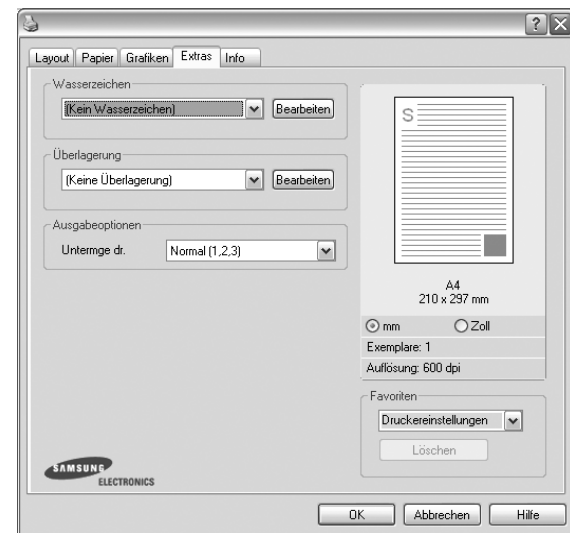 Layout Papier Grafiken Extras Info
Wasserzeichen
(Kein Wasserzeichen) Bearbeiten
Überlagerung
(Keine Überlagerung) Bearbeiten
Ausgabeoptionen
Untermge dr. Normal (1,2,3)
S
A4
210 x 297 mm
mm Zoll
Exemplare: 1
Auflösung: 600 dpi
Favoriten
Druckereinstellungen
Löschen
SAMSUNG
ELECTRONICS
OK Abbrechen Hilfe